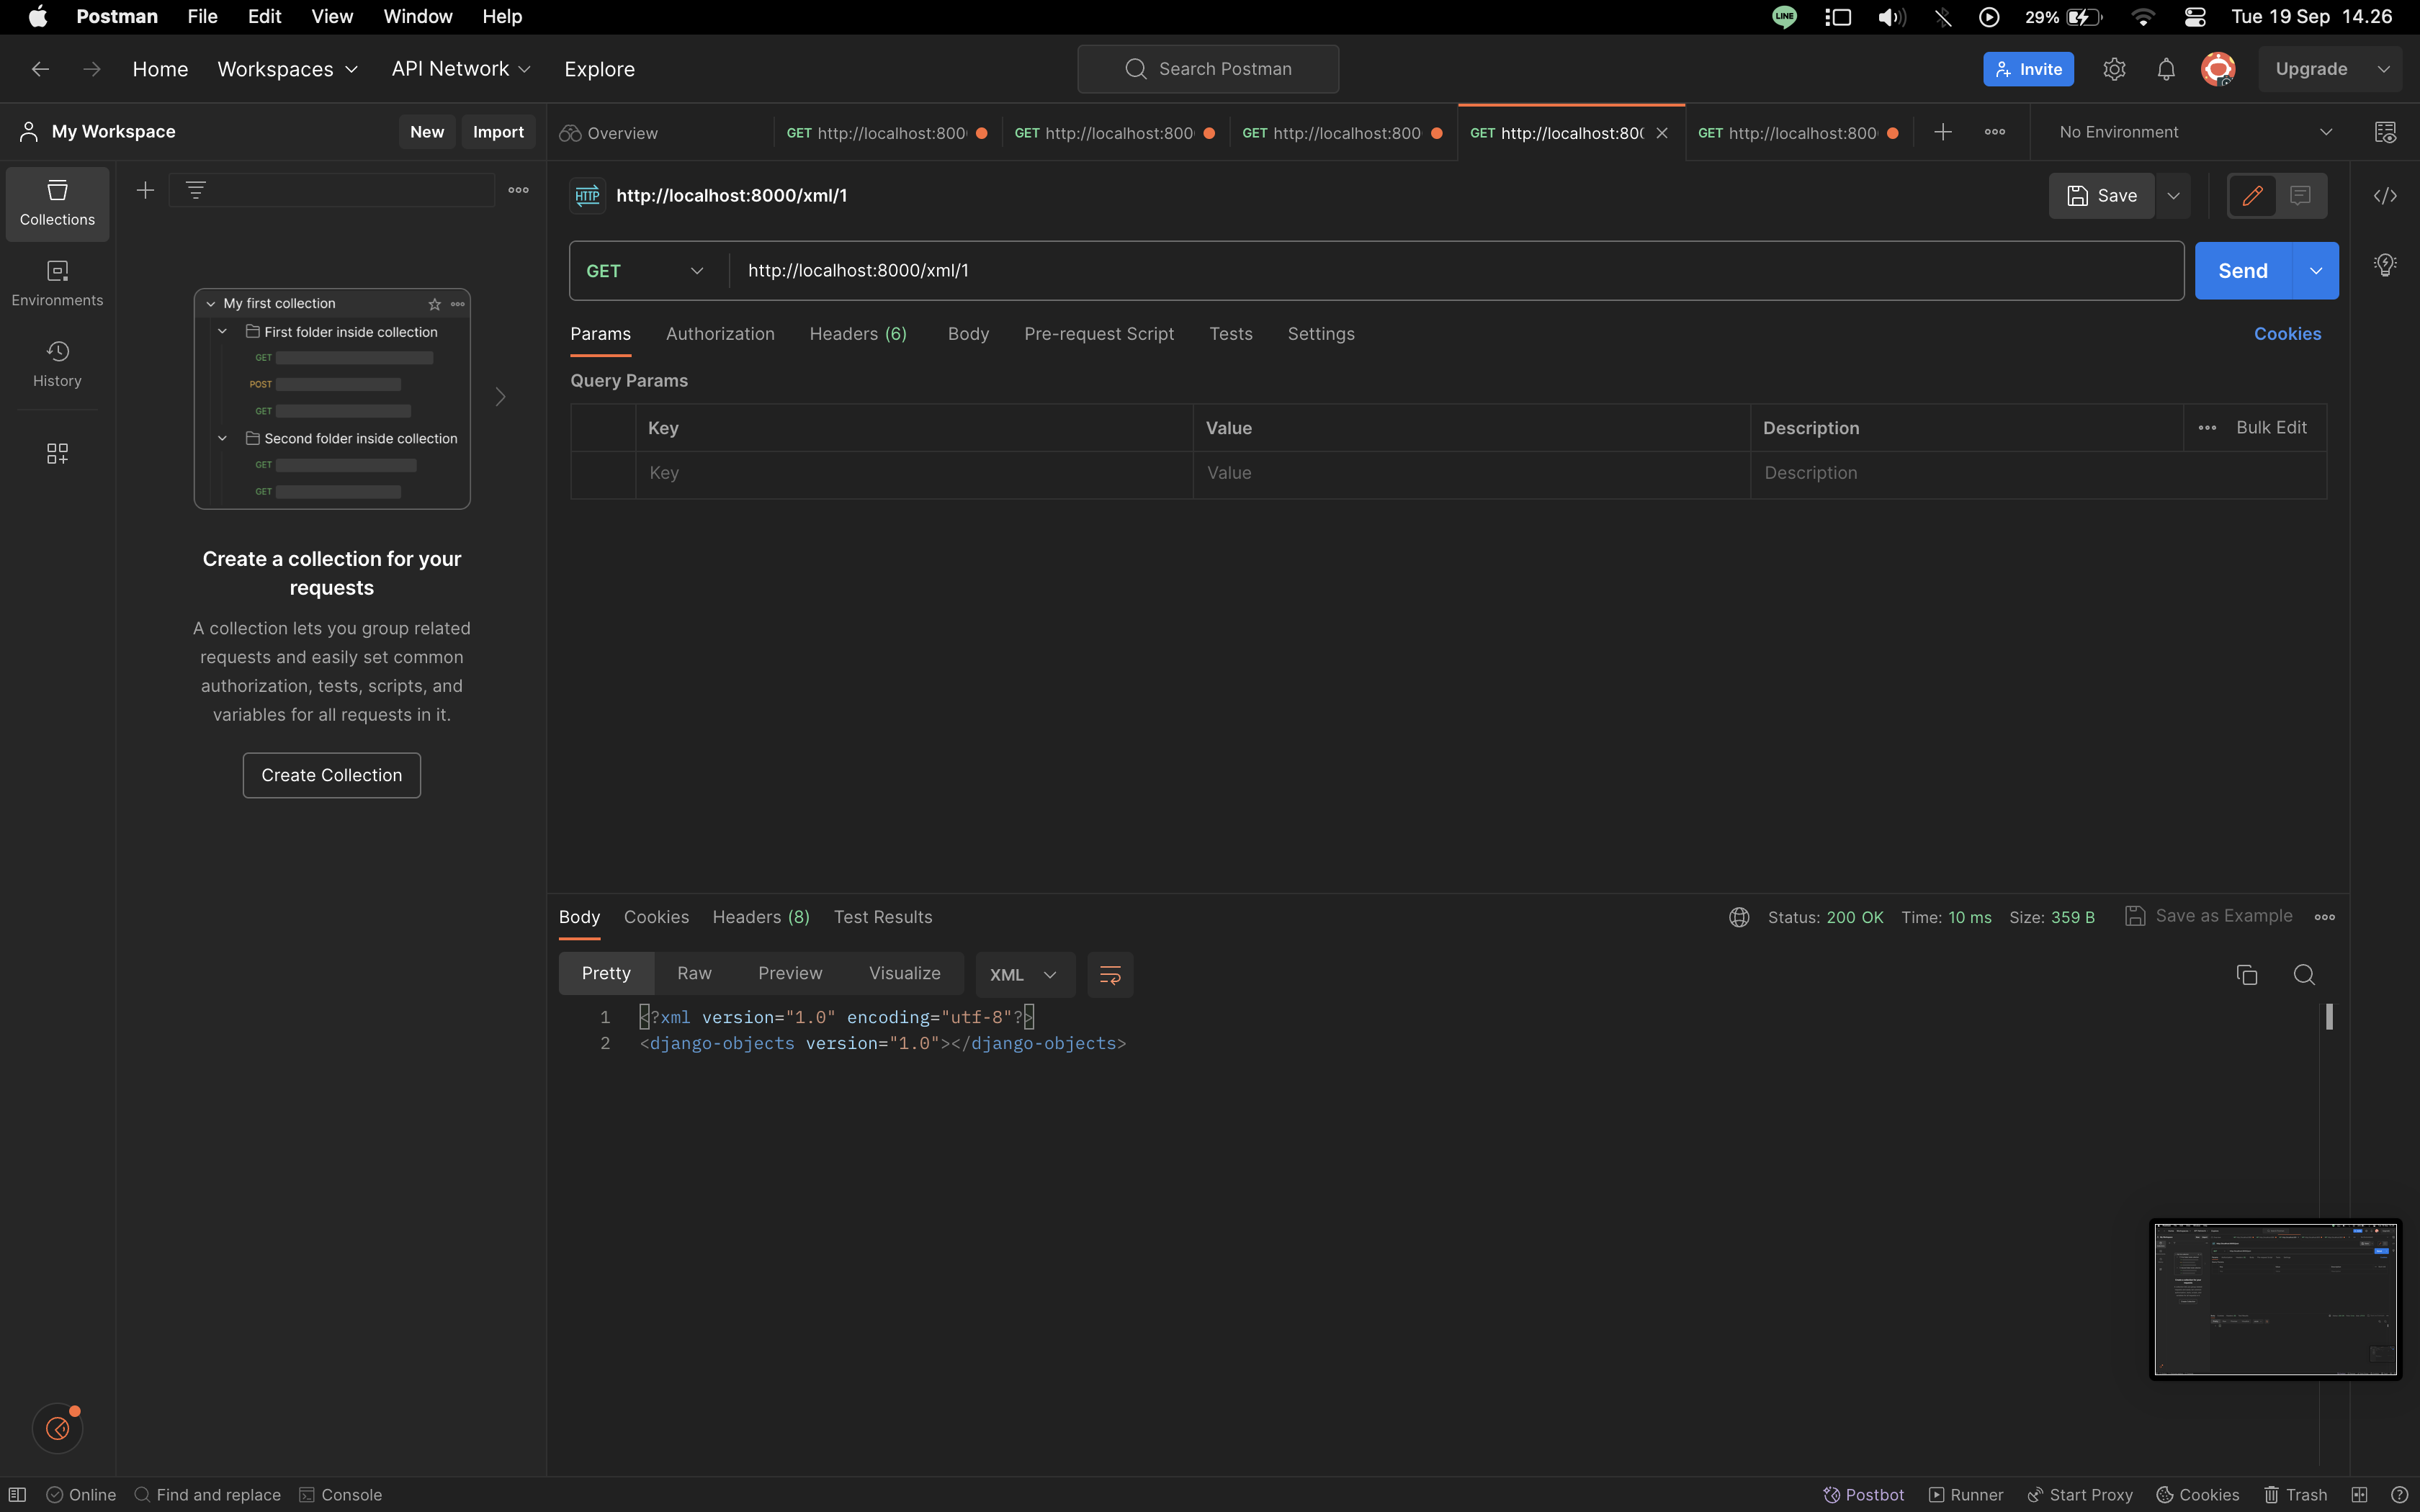 Postman File Edit View Window Help
LINE 29% Tue 19 Sep 14.26
Home Workspaces API Network Explore
Search Postman
Invite Upgrade
My Workspace New Import
Overview
GET http://localhost:800
GET http://localhost:800
GET http://localhost:800
GET http://localhost:80
GET http://localhost:800
No Environment
Collections
Environments
History
My first collection
First folder inside collection
GET
POST
GET
Second folder inside collection
GET
GET
Create a collection for your
requests
A collection lets you group related
requests and easily set common
authorization, tests, scripts, and
variables for all requests in it.
Create Collection
HTTP http://localhost:8000/xml/1
Save
GET http://localhost:8000/xml/1 Send
Params Authorization Headers (6) Body Pre-request Script Tests Settings Cookies
Query Params
Key Value Description Bulk Edit
Key Value Description
Body Cookies Headers (8) Test Results
Status: 200 OK Time: 10 ms Size: 359 B Save as Example
Pretty Raw Preview Visualize XML
1 <?xml version="1.0" encoding="utf-8"?>
2 <django-objects version="1.0"></django-objects>
Online Find and replace Console
Postbot Runner Start Proxy Cookies Trash